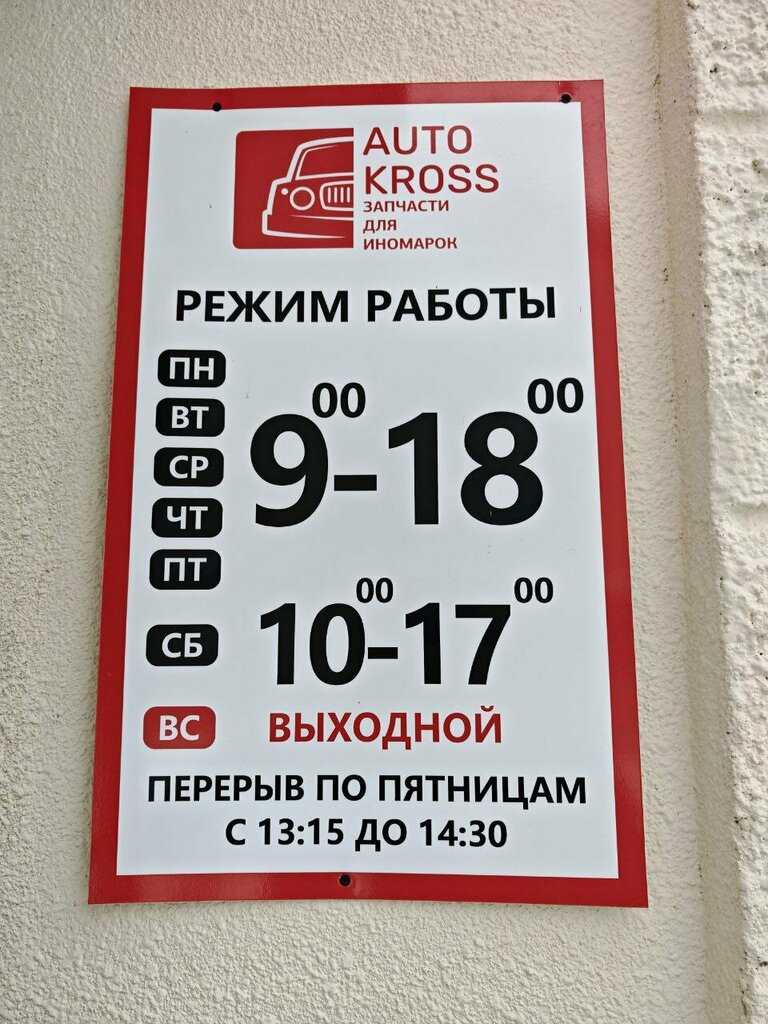 AUTO
KROSS
ЗАПЧАСТИ
ДЛЯ
ИНОМАРОК
РЕЖИМ РАБОТЫ
ПН
ВТ
СР
ЧТ
ПТ
9⁰⁰-18⁰⁰
СБ 10⁰⁰-17⁰⁰
ВС ВЫХОДНОЙ
ПЕРЕРЫВ ПО ПЯТНИЦАМ
С 13:15 ДО 14:30